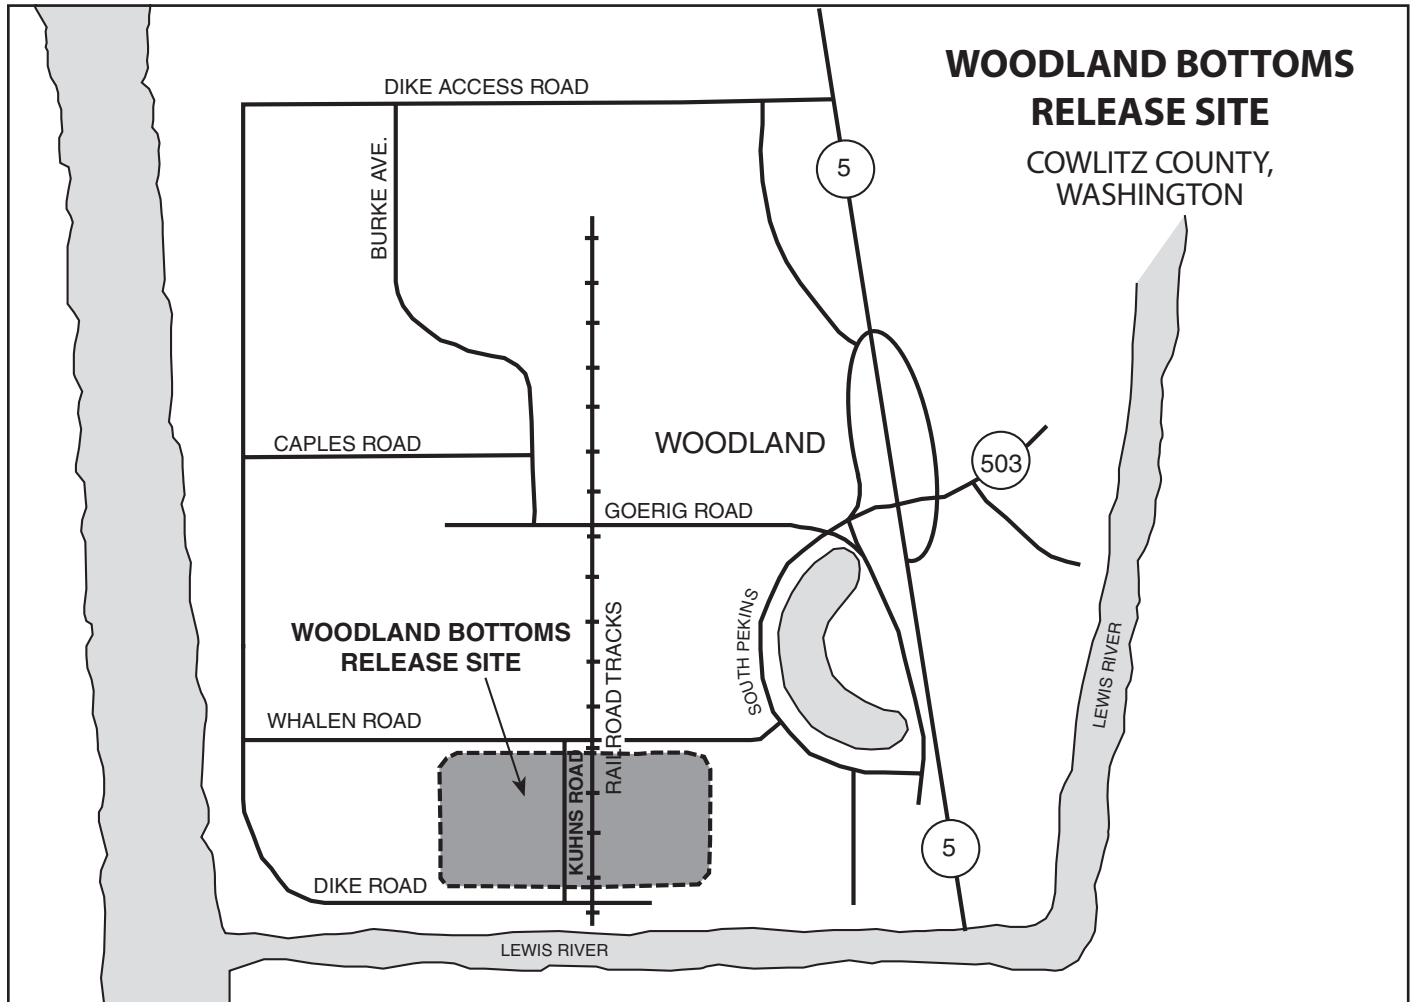 WOODLAND BOTTOMS
RELEASE SITE
COWLITZ COUNTY,
WASHINGTON
DIKE ACCESS ROAD
BURKE AVE.
5
CAPLES ROAD
WOODLAND
503
GOERIG ROAD
WOODLAND BOTTOMS
RELEASE SITE
RAILROAD TRACKS
SOUTH PEKINS
LEWIS RIVER
WHALEN ROAD
KUHNS ROAD
5
DIKE ROAD
LEWIS RIVER